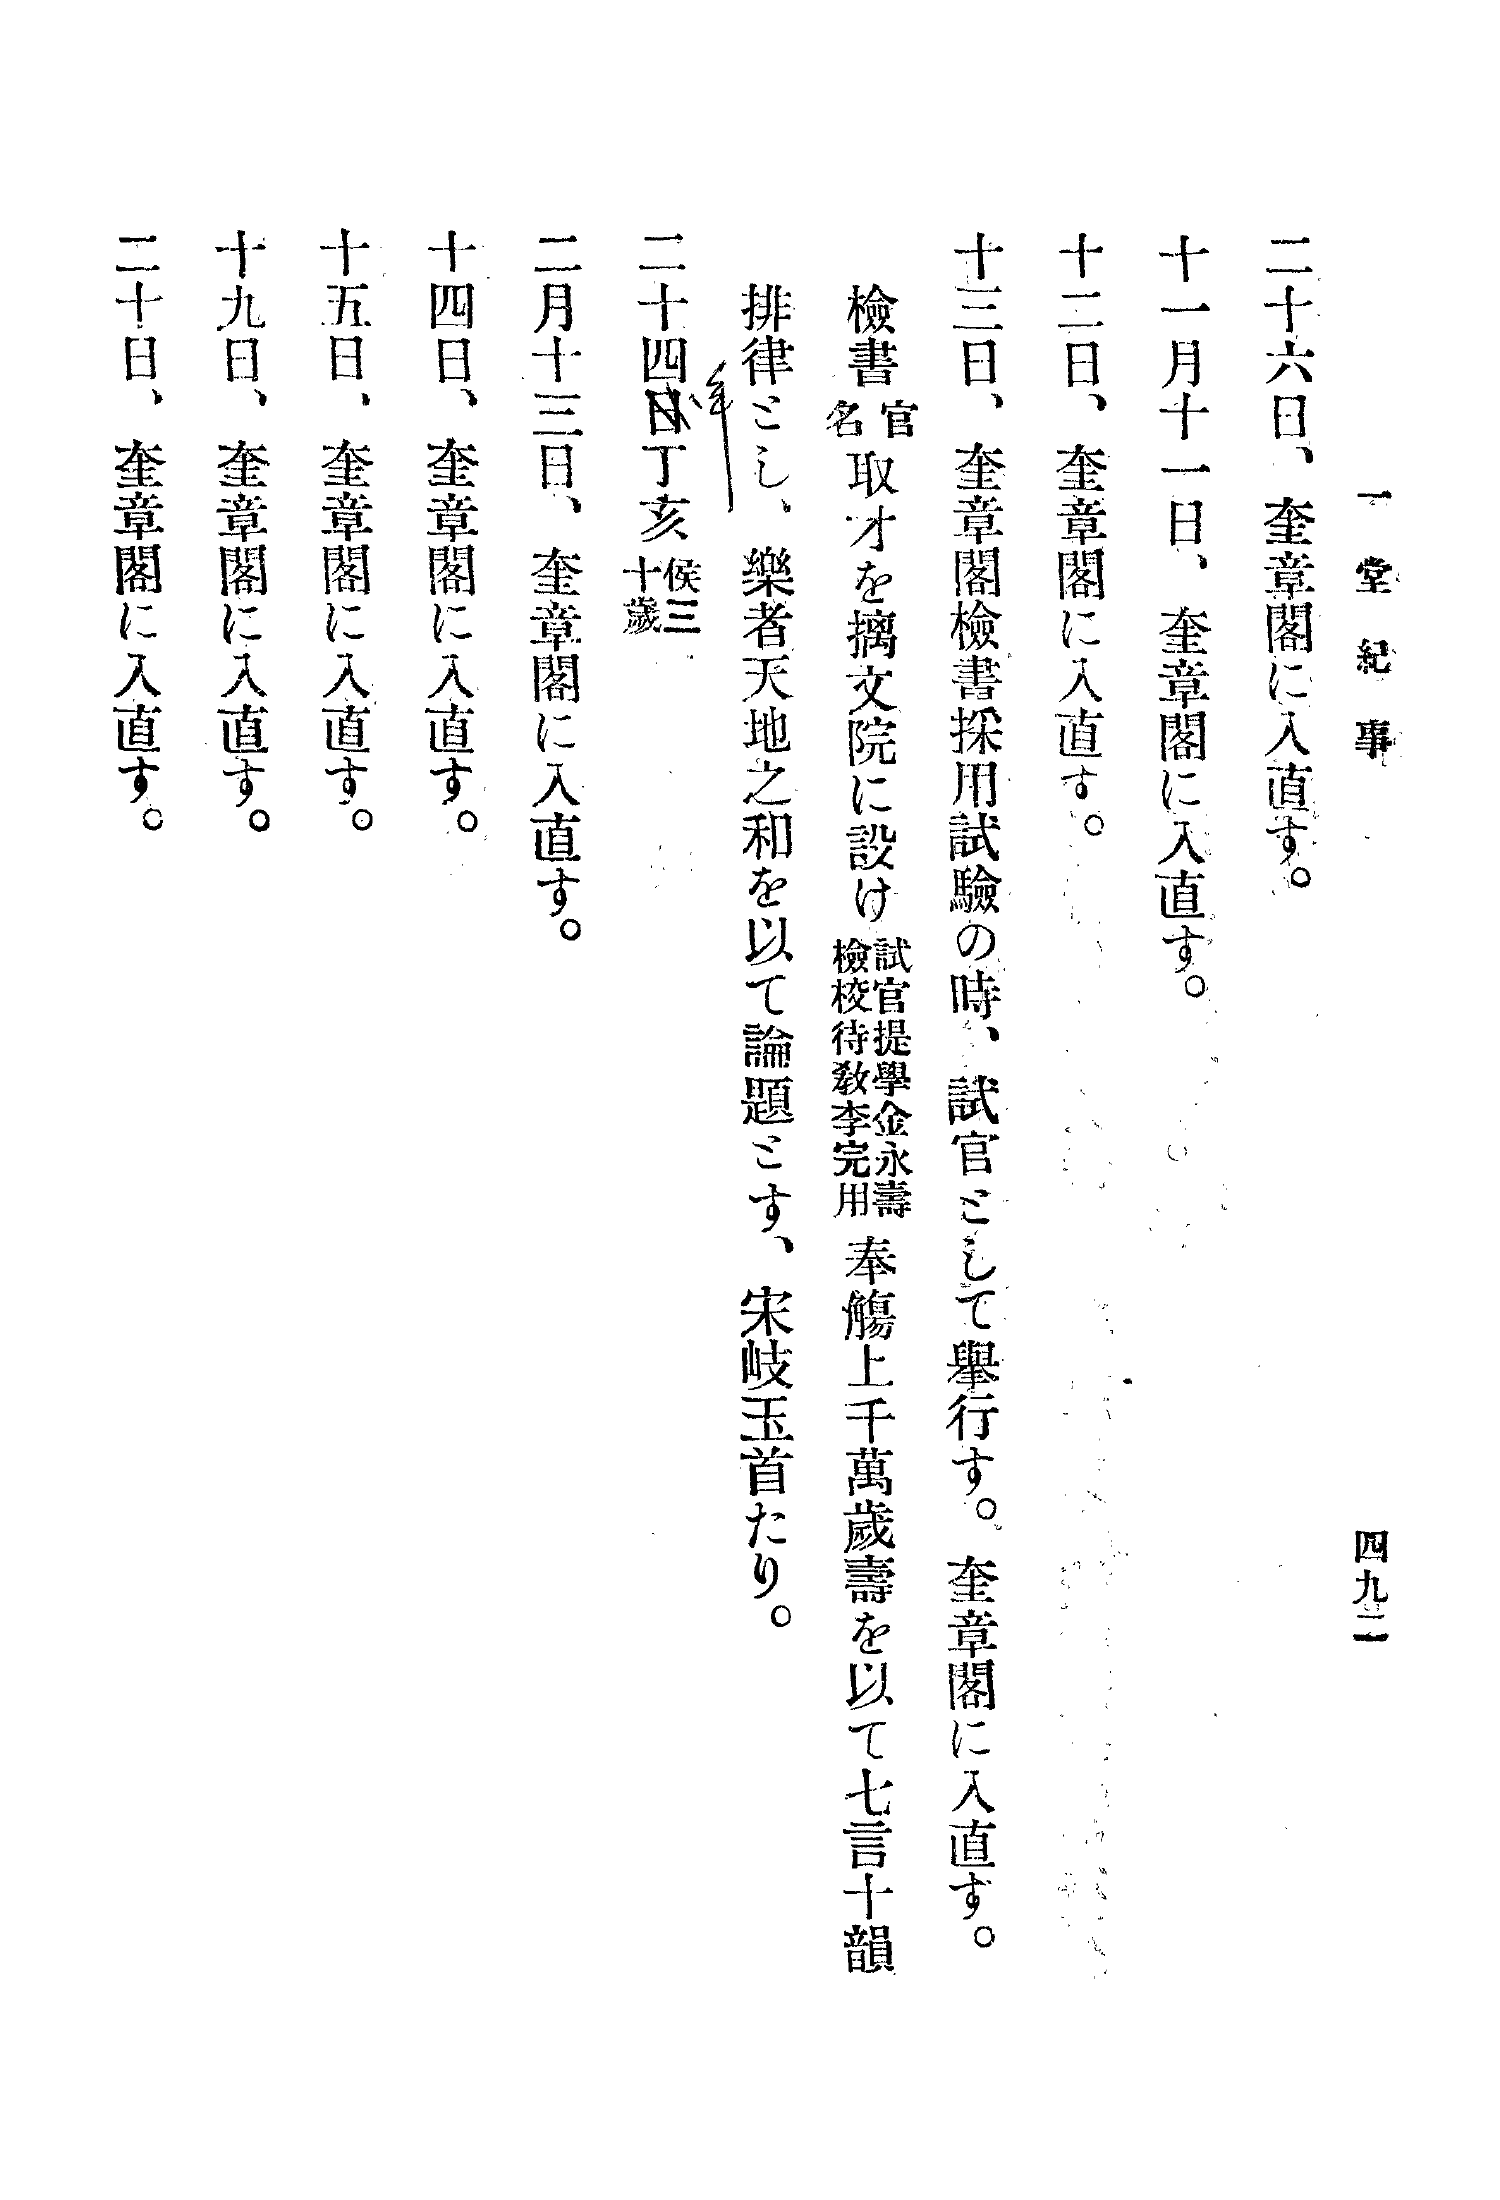 一堂紀事
四九二
二十六日、奎章閣に入直す。
十一月十一日、奎章閣に入直す。
十二日、奎章閣に入直す。
十三日、奎章閣檢書採用試驗の時、試官として擧行す。奎章閣に入直す。
檢書官名取才を摛文院に設け試官提學金永壽檢校待敎李完用奉觴上千萬歲壽を以て七言十韻
排律とし、樂者天地之和を以て論題とす、宋岐玉首たり。
二十四日丁亥侯三十歲
年
二月十三日、奎章閣に入直す。
十四日、奎章閣に入直す。
十五日、奎章閣に入直す。
十九日、奎章閣に入直す。
二十日、奎章閣に入直す。